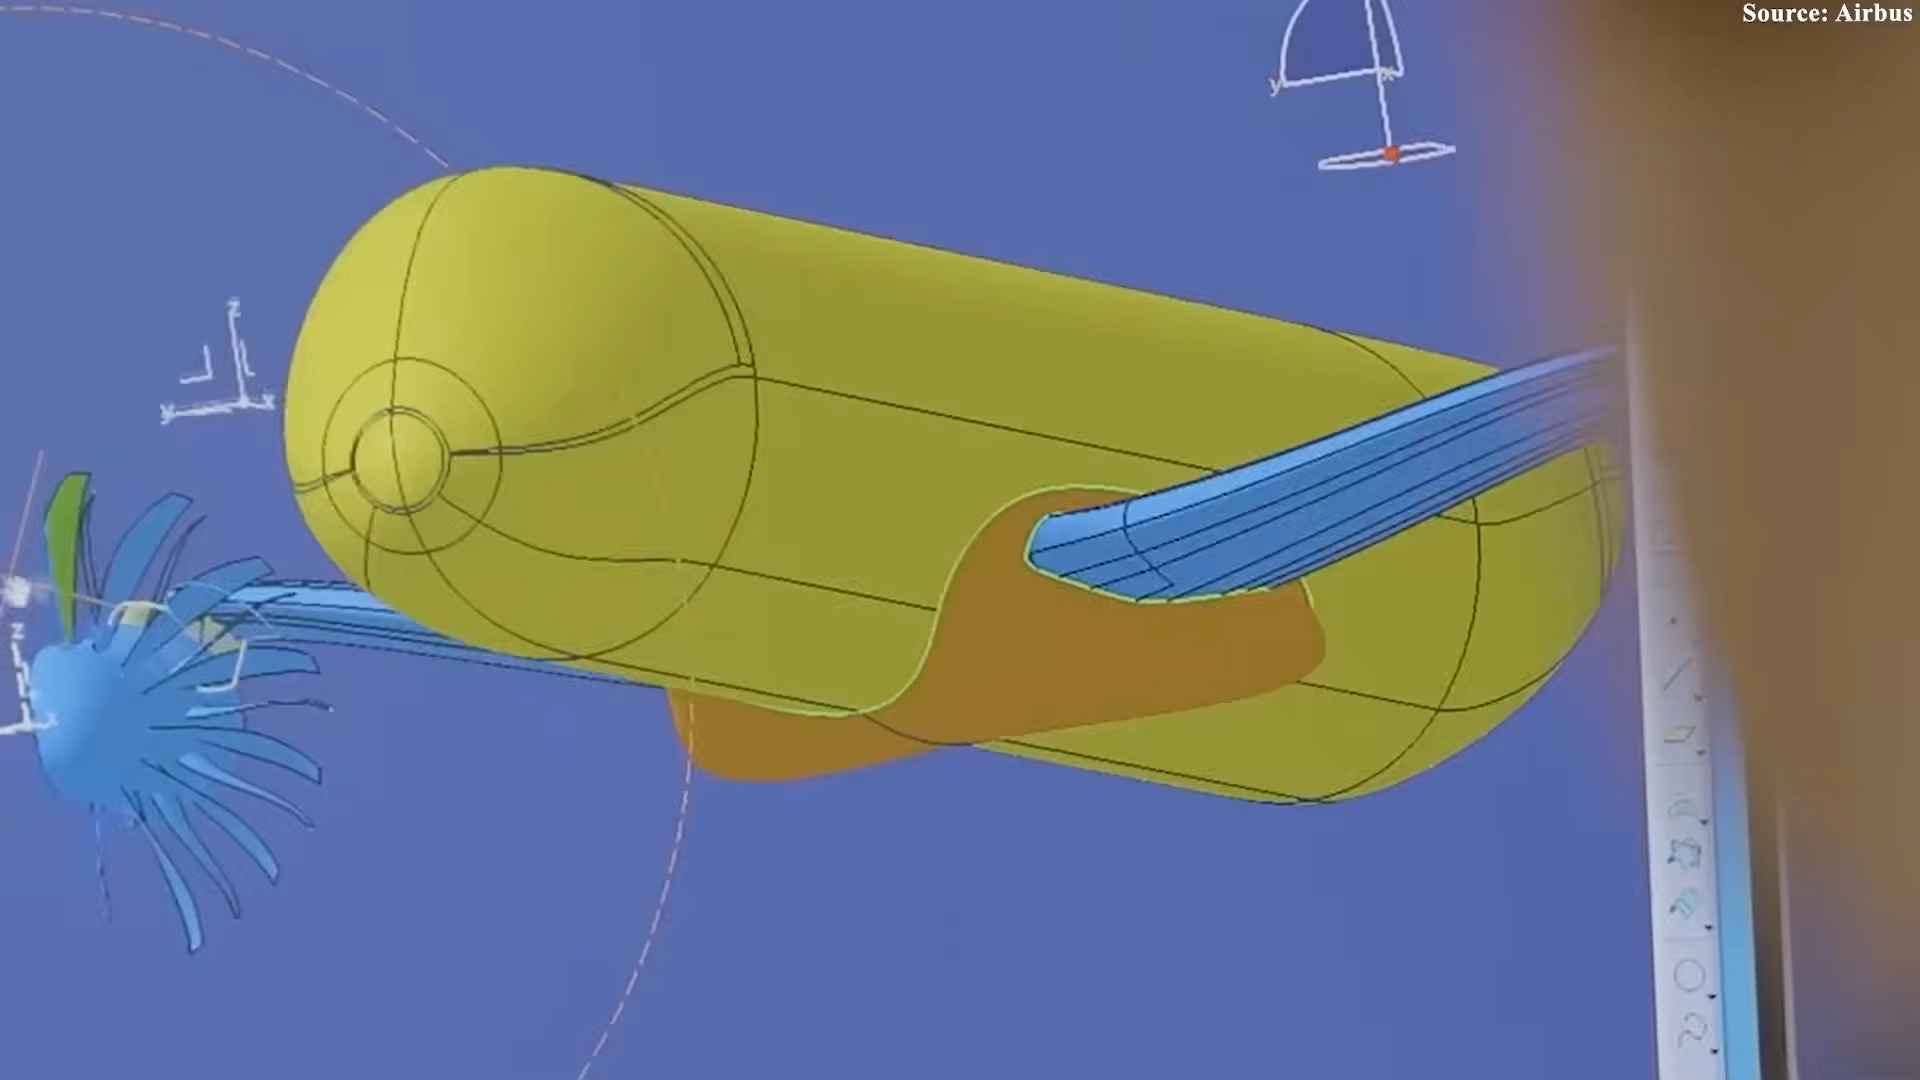 Source: Airbus
y x
z
y x
z
x